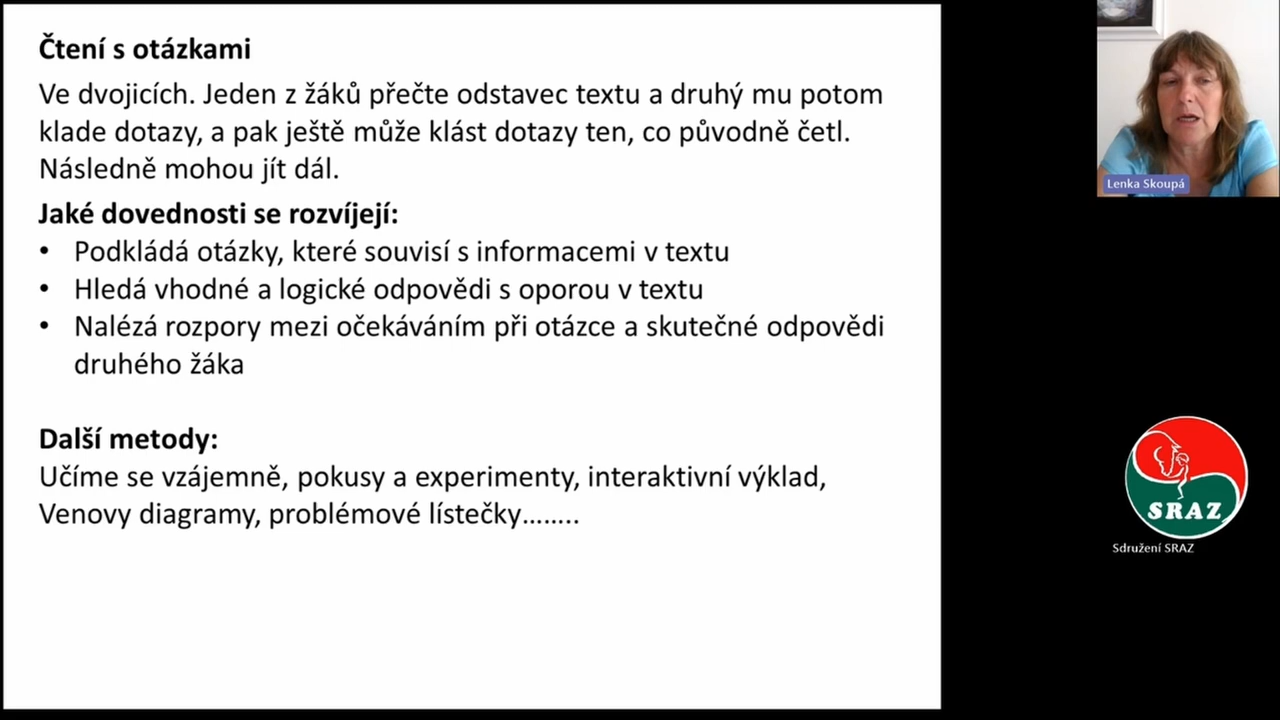 Čtení s otázkami
Ve dvojicích. Jeden z žáků přečte odstavec textu a druhý mu potom
klade dotazy, a pak ještě může klást dotazy ten, co původně četl.
Následně mohou jít dál.
Jaké dovednosti se rozvíjejí:
• Podkládá otázky, které souvisí s informacemi v textu
• Hledá vhodné a logické odpovědi s oporou v textu
• Nalézá rozpory mezi očekáváním při otázce a skutečné odpovědi
druhého žáka
Další metody:
Učíme se vzájemně, pokusy a experimenty, interaktivní výklad,
Venovy diagramy, problémové lístečky........
Lenka Skoupá
SRAZ
Sdružení SRAZ